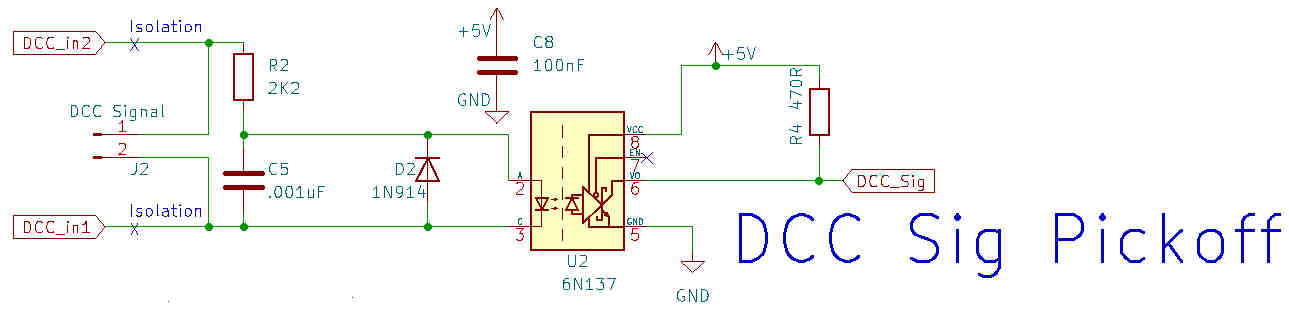 Isolation
DCC_in2
+5V
C8
100nF
GND
R2
2K2
+5V
R4 470R
DCC Signal
1
2
J2
VCC
8
EN
7
A
2
VO
6
DCC_Sig
C5
.001uF
D2
1N914
Isolation
DCC_in1
C
3
GND
5
U2
6N137
GND
DCC Sig Pickoff